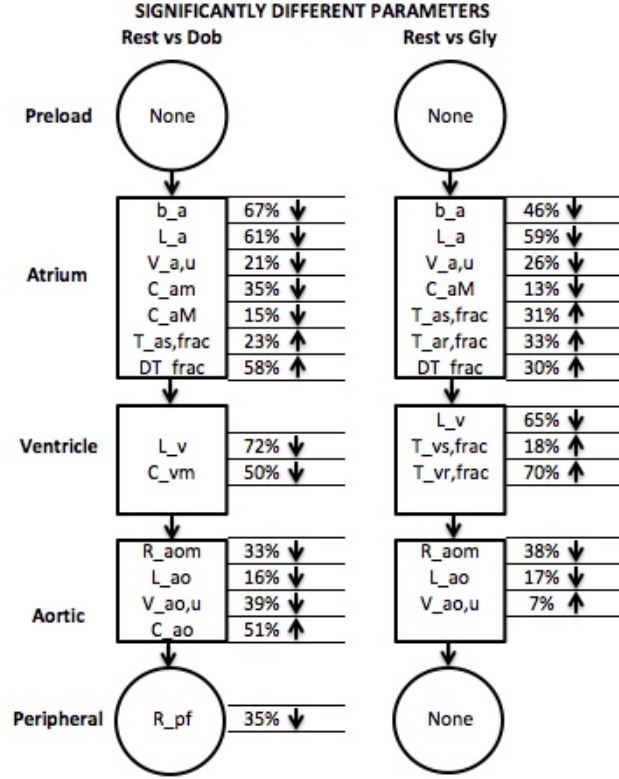 SIGNIFICANTLY DIFFERENT PARAMETERS
Rest vs Dob Rest vs Gly
Preload None None
b_a 67% ↓ b_a 46% ↓
L_a 61% ↓ L_a 59% ↓
V_a,u 21% ↓ V_a,u 26% ↓
Atrium C_am 35% ↓ C_aM 13% ↓
C_aM 15% ↓ T_as,frac 31% ↑
T_as,frac 23% ↑ T_ar,frac 33% ↑
DT_frac 58% ↑ DT_frac 30% ↑
L_v 65% ↓
Ventricle L_v 72% ↓ T_vs,frac 18% ↑
C_vm 50% ↓ T_vr,frac 70% ↑
R_aom 33% ↓ R_aom 38% ↓
L_ao 16% ↓ L_ao 17% ↓
Aortic V_ao,u 39% ↓ V_ao,u 7% ↑
C_ao 51% ↑
Peripheral R_pf 35% ↓ None